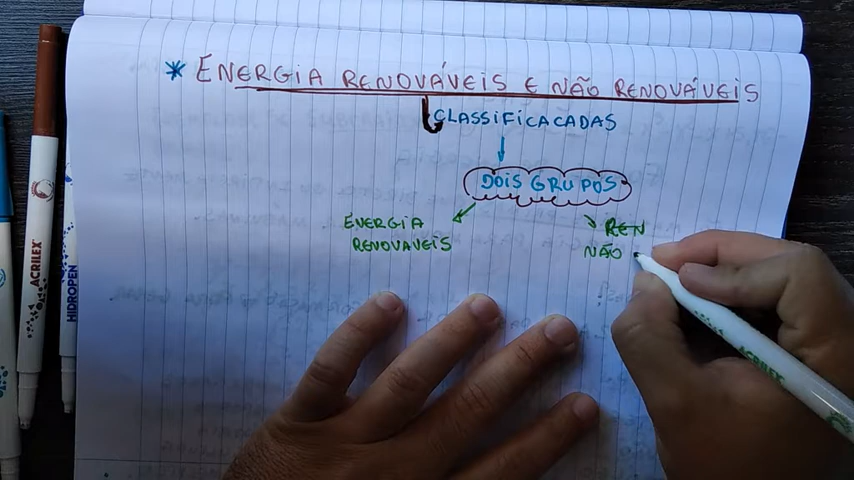 * ENERGIA RENOVÁVEIS E NÃO RENOVÁVEIS
CLASSIFICACADAS
DOIS GRUPOS
ENERGIA
RENOVAVEIS
REN
NÃO
ACRILEX
HIDROPEN
ACRILEX